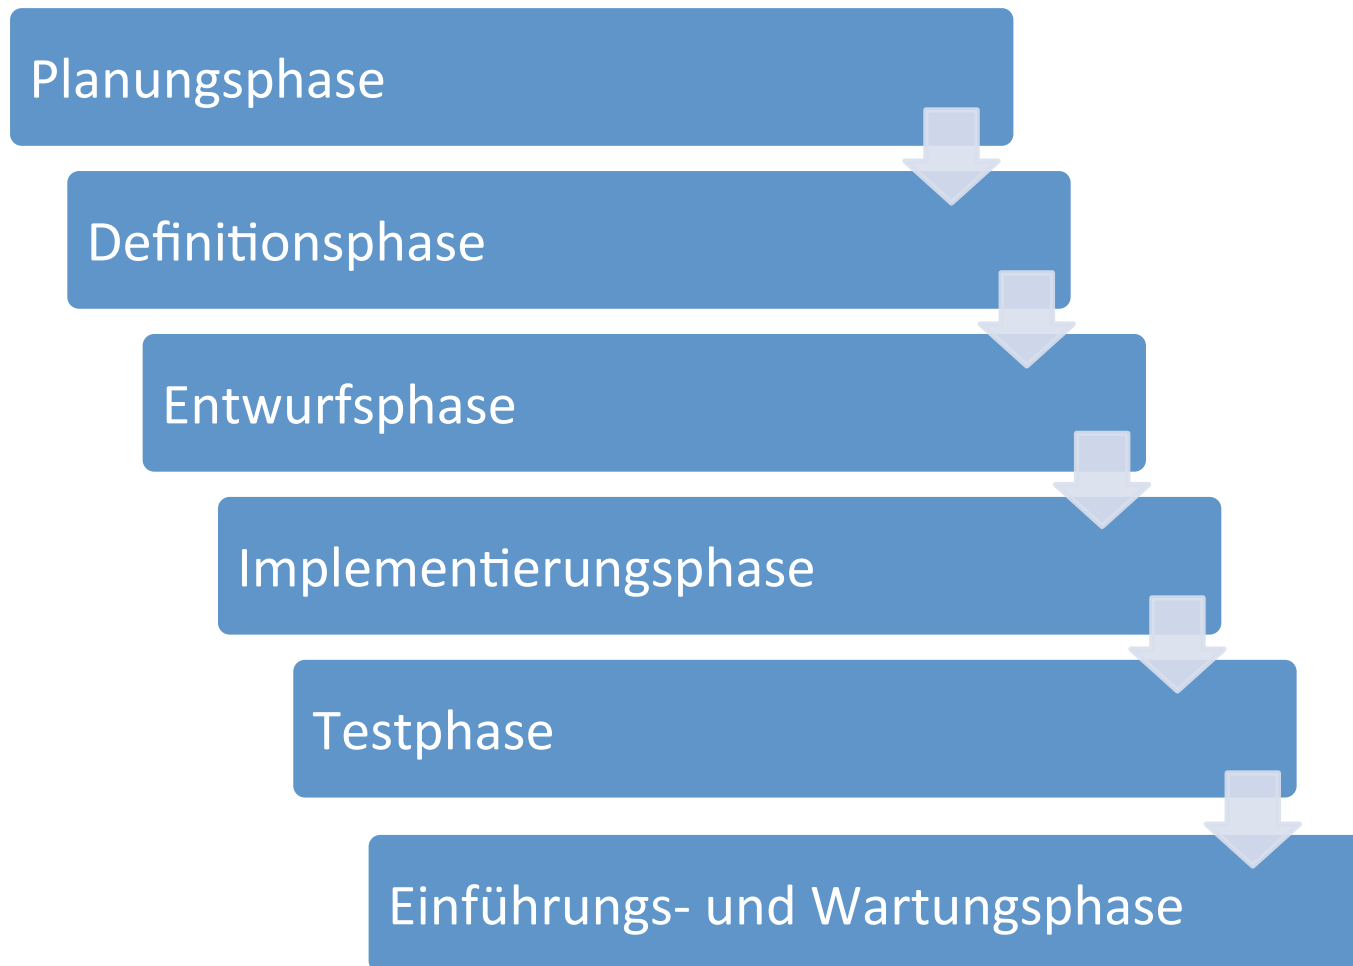 Planungsphase
Definitionsphase
Entwurfsphase
Implementierungsphase
Testphase
Einführungs- und Wartungsphase